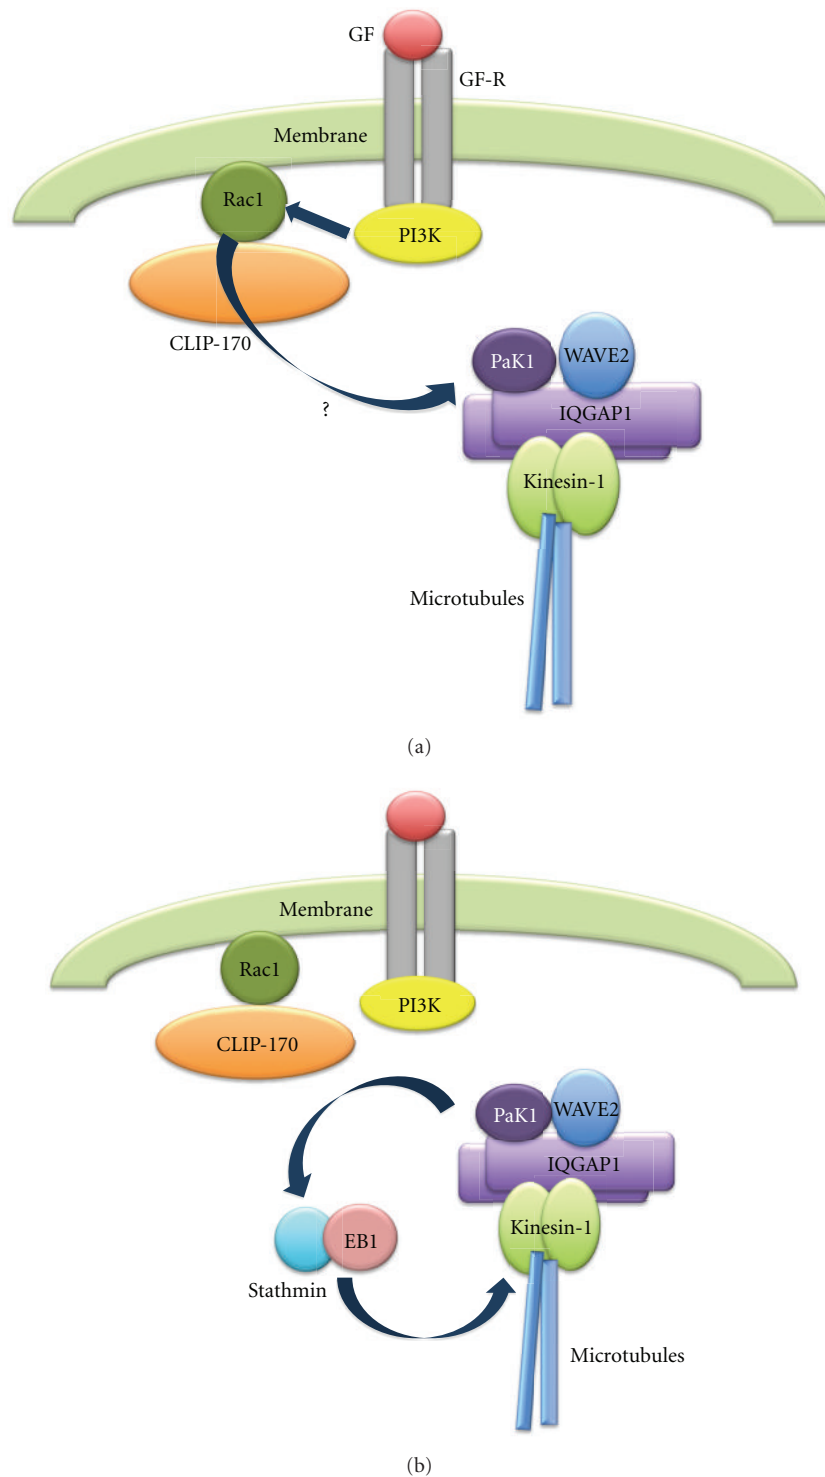 GF
GF-R
Membrane
Rac1
PI3K
CLIP-170
PaK1
WAVE2
?
IQGAP1
Kinesin-1
Microtubules
(a)
Membrane
Rac1
PI3K
CLIP-170
PaK1
WAVE2
IQGAP1
Kinesin-1
EB1
Stathmin
Microtubules
(b)